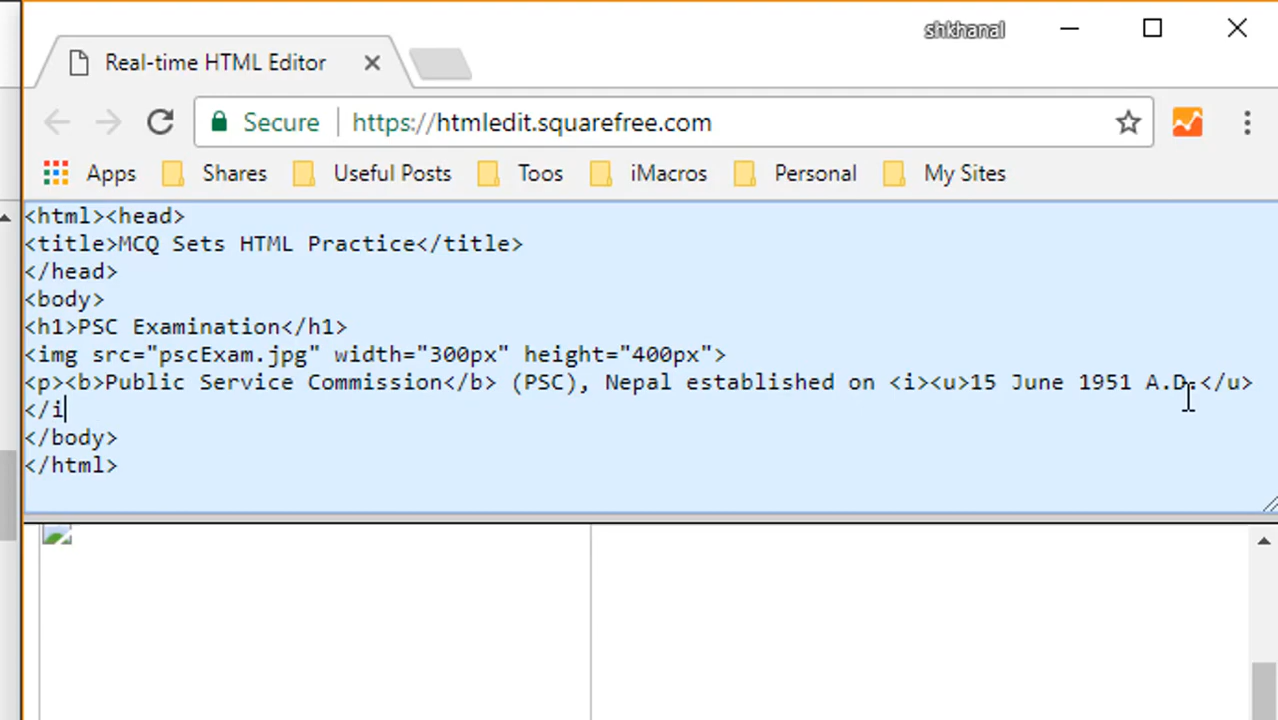 shkhanal
Real-time HTML Editor
Secure https://htmledit.squarefree.com
Apps Shares Useful Posts Toos iMacros Personal My Sites
<html><head>
<title>MCQ Sets HTML Practice</title>
</head>
<body>
<h1>PSC Examination</h1>
<img src="pscExam.jpg" width="300px" height="400px">
<p><b>Public Service Commission</b> (PSC), Nepal established on <i><u>15 June 1951 A.D.</u>
</i
</body>
</html>